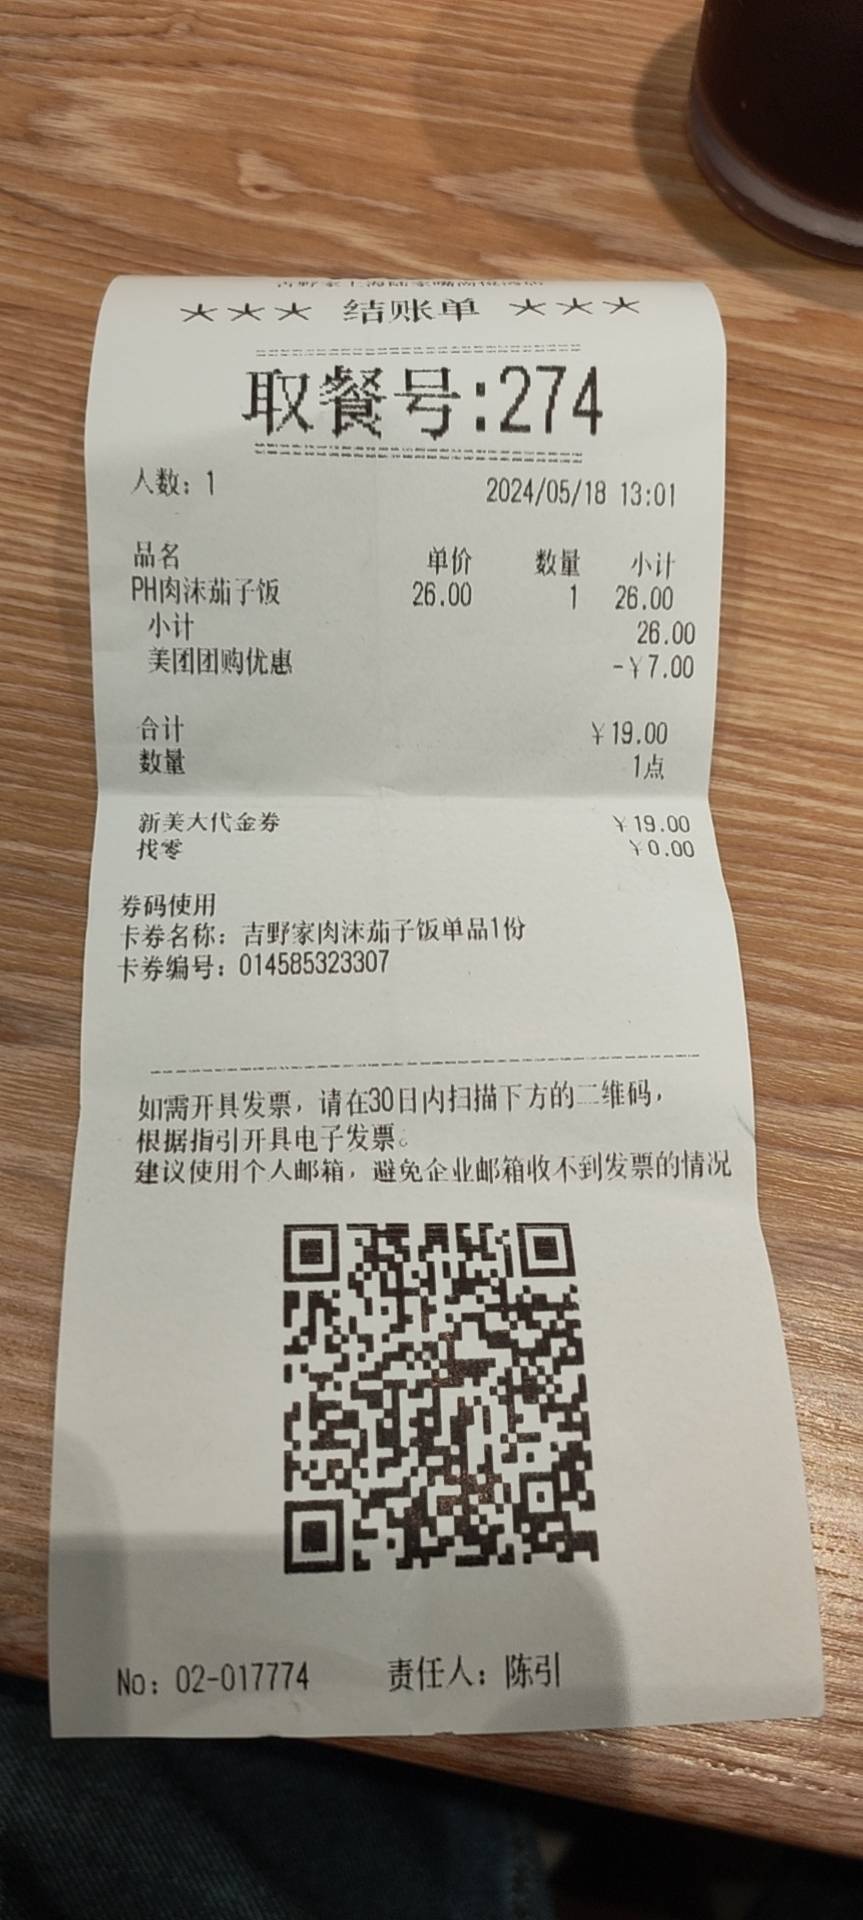 吉野家上海陆家嘴
*** 结账单 ***
取餐号:274
人数: 1 2024/05/18 13:01
品名 单价 数量 小计
PH肉沫茄子饭 26.00 1 26.00
小计 26.00
美团团购优惠 -¥7.00
合计 ¥19.00
数量 1点
新美大代金券 ¥19.00
找零 ¥0.00
券码使用
卡券名称: 吉野家肉沫茄子饭单品1份
卡券编号: 014585323307
如需开具发票, 请在30日内扫描下方的二维码,
根据指引开具电子发票。
建议使用个人邮箱, 避免企业邮箱收不到发票的情况
No: 02-017774 责任人: 陈引